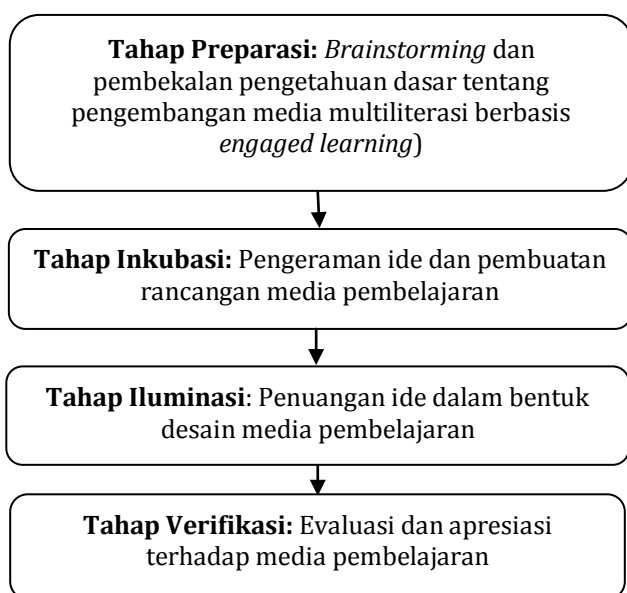 Tahap Preparasi: Brainstorming dan
pembekalan pengetahuan dasar tentang
pengembangan media multiliterasi berbasis
engaged learning)
Tahap Inkubasi: Pengeraman ide dan pembuatan
rancangan media pembelajaran
Tahap Iluminasi: Penuangan ide dalam bentuk
desain media pembelajaran
Tahap Verifikasi: Evaluasi dan apresiasi
terhadap media pembelajaran